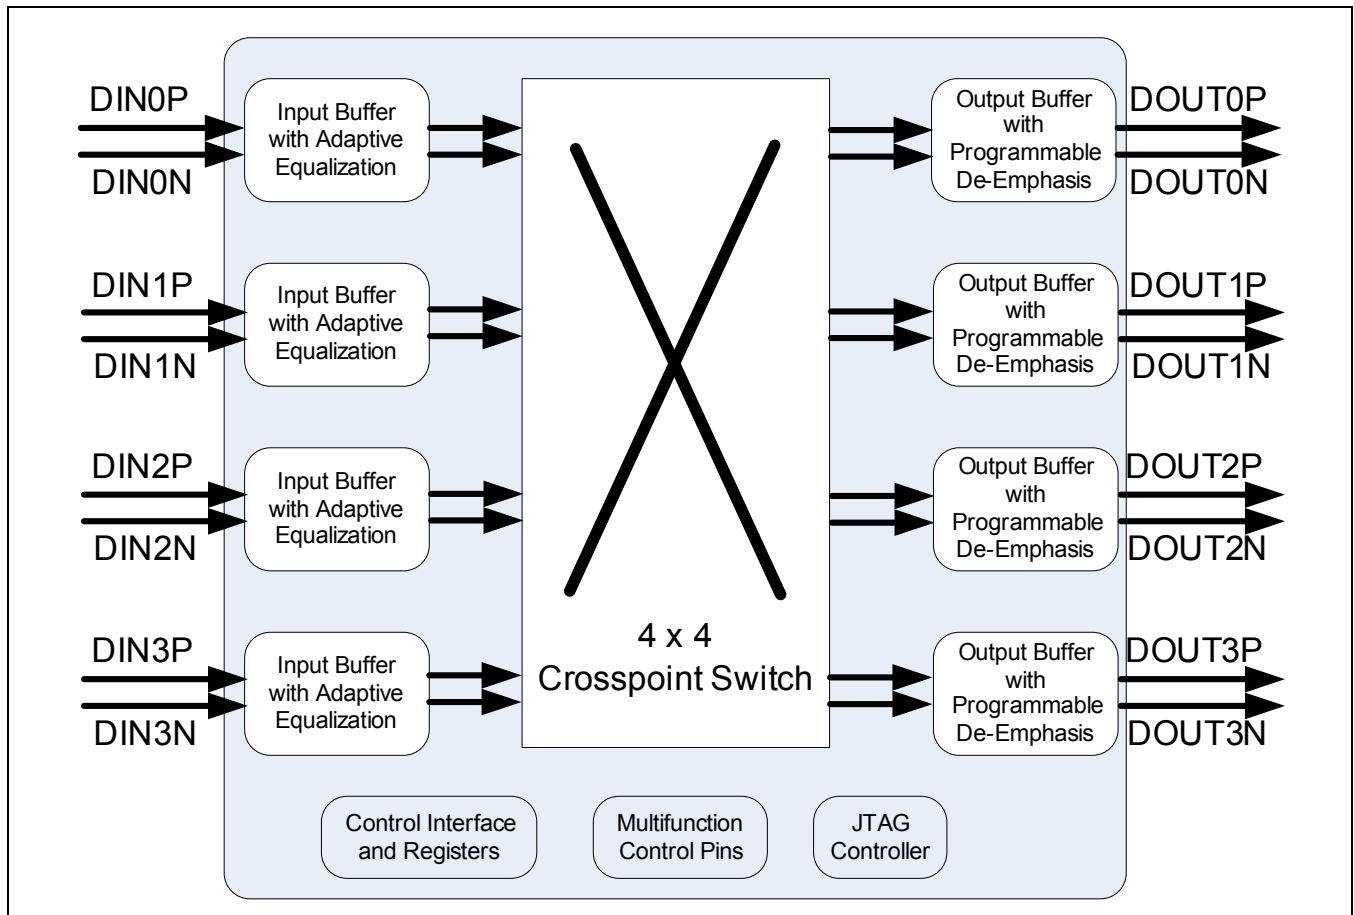 DIN0P
DIN0N
Input Buffer
with Adaptive
Equalization
Output Buffer
with
Programmable
De-Emphasis
DOUT0P
DOUT0N
DIN1P
DIN1N
Input Buffer
with Adaptive
Equalization
Output Buffer
with
Programmable
De-Emphasis
DOUT1P
DOUT1N
DIN2P
DIN2N
Input Buffer
with Adaptive
Equalization
Output Buffer
with
Programmable
De-Emphasis
DOUT2P
DOUT2N
DIN3P
DIN3N
Input Buffer
with Adaptive
Equalization
4 x 4
Crosspoint Switch
Output Buffer
with
Programmable
De-Emphasis
DOUT3P
DOUT3N
Control Interface
and Registers
Multifunction
Control Pins
JTAG
Controller